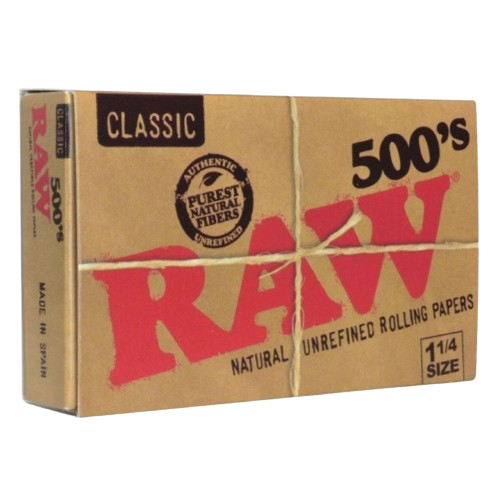 CLASSIC
RAW
500's
MADE IN SPAIN
CLASSIC
500's
AUTHENTIC
PUREST
NATURAL
FIBERS
UNREFINED
RAW®
NATURAL UNREFINED ROLLING PAPERS
1 1/4
SIZE